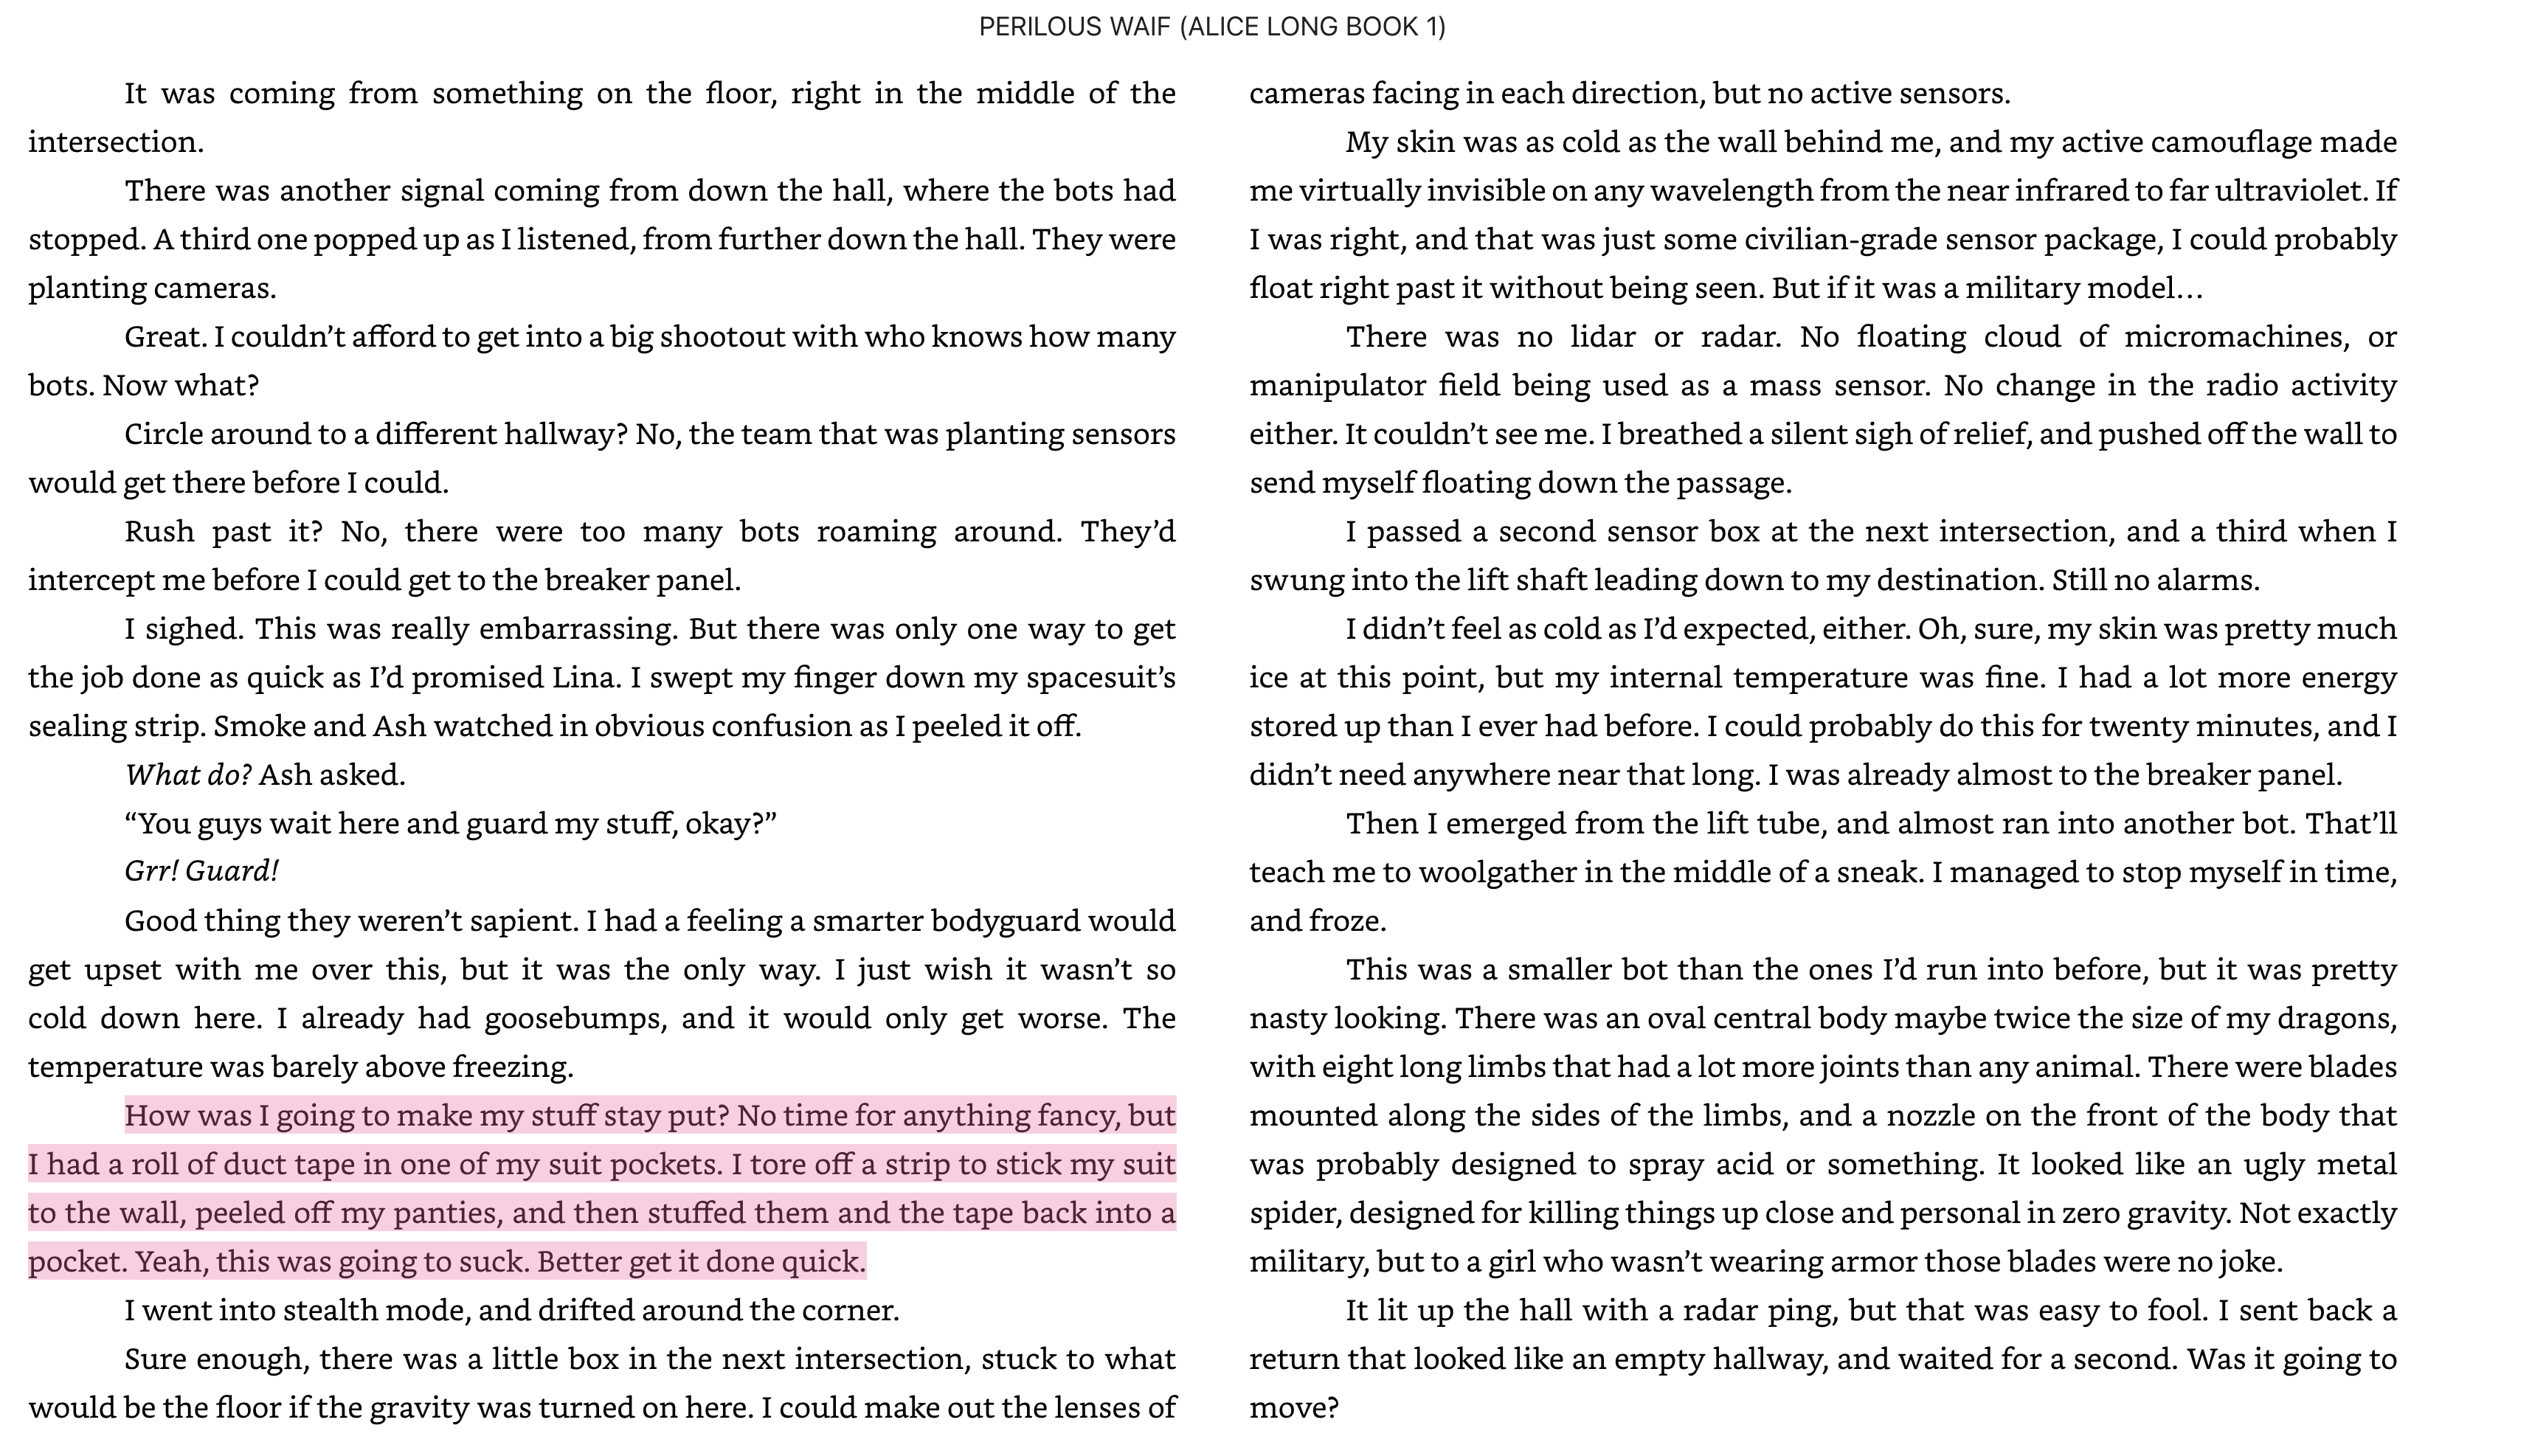 PERILOUS WAIF (ALICE LONG BOOK 1)
It was coming from something on the floor, right in the middle of the
intersection.
There was another signal coming from down the hall, where the bots had
stopped. A third one popped up as I listened, from further down the hall. They were
planting cameras.
Great. I couldn’t afford to get into a big shootout with who knows how many
bots. Now what?
Circle around to a different hallway? No, the team that was planting sensors
would get there before I could.
Rush past it? No, there were too many bots roaming around. They’d
intercept me before I could get to the breaker panel.
I sighed. This was really embarrassing. But there was only one way to get
the job done as quick as I’d promised Lina. I swept my finger down my spacesuit’s
sealing strip. Smoke and Ash watched in obvious confusion as I peeled it off.
What do? Ash asked.
“You guys wait here and guard my stuff, okay?”
Grr! Guard!
Good thing they weren’t sapient. I had a feeling a smarter bodyguard would
get upset with me over this, but it was the only way. I just wish it wasn’t so
cold down here. I already had goosebumps, and it would only get worse. The
temperature was barely above freezing.
How was I going to make my stuff stay put? No time for anything fancy, but
I had a roll of duct tape in one of my suit pockets. I tore off a strip to stick my suit
to the wall, peeled off my panties, and then stuffed them and the tape back into a
pocket. Yeah, this was going to suck. Better get it done quick.
I went into stealth mode, and drifted around the corner.
Sure enough, there was a little box in the next intersection, stuck to what
would be the floor if the gravity was turned on here. I could make out the lenses of
cameras facing in each direction, but no active sensors.
My skin was as cold as the wall behind me, and my active camouflage made
me virtually invisible on any wavelength from the near infrared to far ultraviolet. If
I was right, and that was just some civilian-grade sensor package, I could probably
float right past it without being seen. But if it was a military model…
There was no lidar or radar. No floating cloud of micromachines, or
manipulator field being used as a mass sensor. No change in the radio activity
either. It couldn’t see me. I breathed a silent sigh of relief, and pushed off the wall to
send myself floating down the passage.
I passed a second sensor box at the next intersection, and a third when I
swung into the lift shaft leading down to my destination. Still no alarms.
I didn’t feel as cold as I’d expected, either. Oh, sure, my skin was pretty much
ice at this point, but my internal temperature was fine. I had a lot more energy
stored up than I ever had before. I could probably do this for twenty minutes, and I
didn’t need anywhere near that long. I was already almost to the breaker panel.
Then I emerged from the lift tube, and almost ran into another bot. That’ll
teach me to woolgather in the middle of a sneak. I managed to stop myself in time,
and froze.
This was a smaller bot than the ones I’d run into before, but it was pretty
nasty looking. There was an oval central body maybe twice the size of my dragons,
with eight long limbs that had a lot more joints than any animal. There were blades
mounted along the sides of the limbs, and a nozzle on the front of the body that
was probably designed to spray acid or something. It looked like an ugly metal
spider, designed for killing things up close and personal in zero gravity. Not exactly
military, but to a girl who wasn’t wearing armor those blades were no joke.
It lit up the hall with a radar ping, but that was easy to fool. I sent back a
return that looked like an empty hallway, and waited for a second. Was it going to
move?